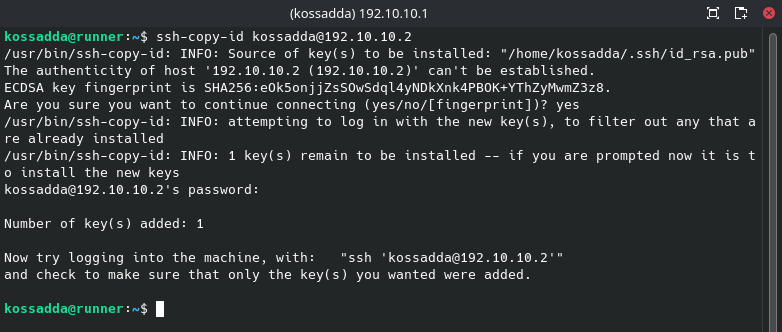 (kossadda) 192.10.10.1
kossadda@runner:~$ ssh-copy-id kossadda@192.10.10.2
/usr/bin/ssh-copy-id: INFO: Source of key(s) to be installed: "/home/kossadda/.ssh/id_rsa.pub"
The authenticity of host '192.10.10.2 (192.10.10.2)' can't be established.
ECDSA key fingerprint is SHA256:eOk5onjjZsSOwSdql4yNDkXnk4PBOK+YThZyMwmZ3z8.
Are you sure you want to continue connecting (yes/no/[fingerprint])? yes
/usr/bin/ssh-copy-id: INFO: attempting to log in with the new key(s), to filter out any that a
re already installed
/usr/bin/ssh-copy-id: INFO: 1 key(s) remain to be installed -- if you are prompted now it is t
o install the new keys
kossadda@192.10.10.2's password:
Number of key(s) added: 1
Now try logging into the machine, with:   "ssh 'kossadda@192.10.10.2'"
and check to make sure that only the key(s) you wanted were added.
kossadda@runner:~$